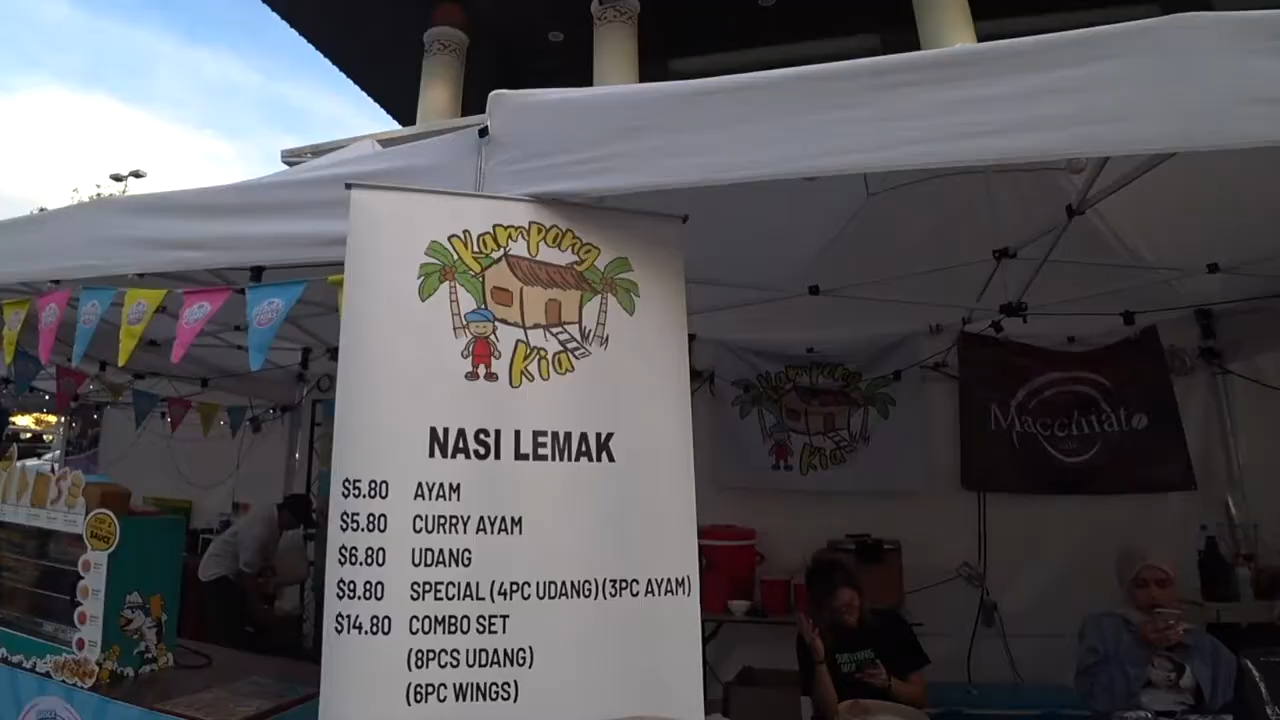 Kampong
Kia
NASI LEMAK
$5.80 AYAM
$5.80 CURRY AYAM
$6.80 UDANG
$9.80 SPECIAL (4PC UDANG)(3PC AYAM)
$14.80 COMBO SET
(8PCS UDANG)
(6PC WINGS)
Kampong
Kia
Macchiato
SAUCE